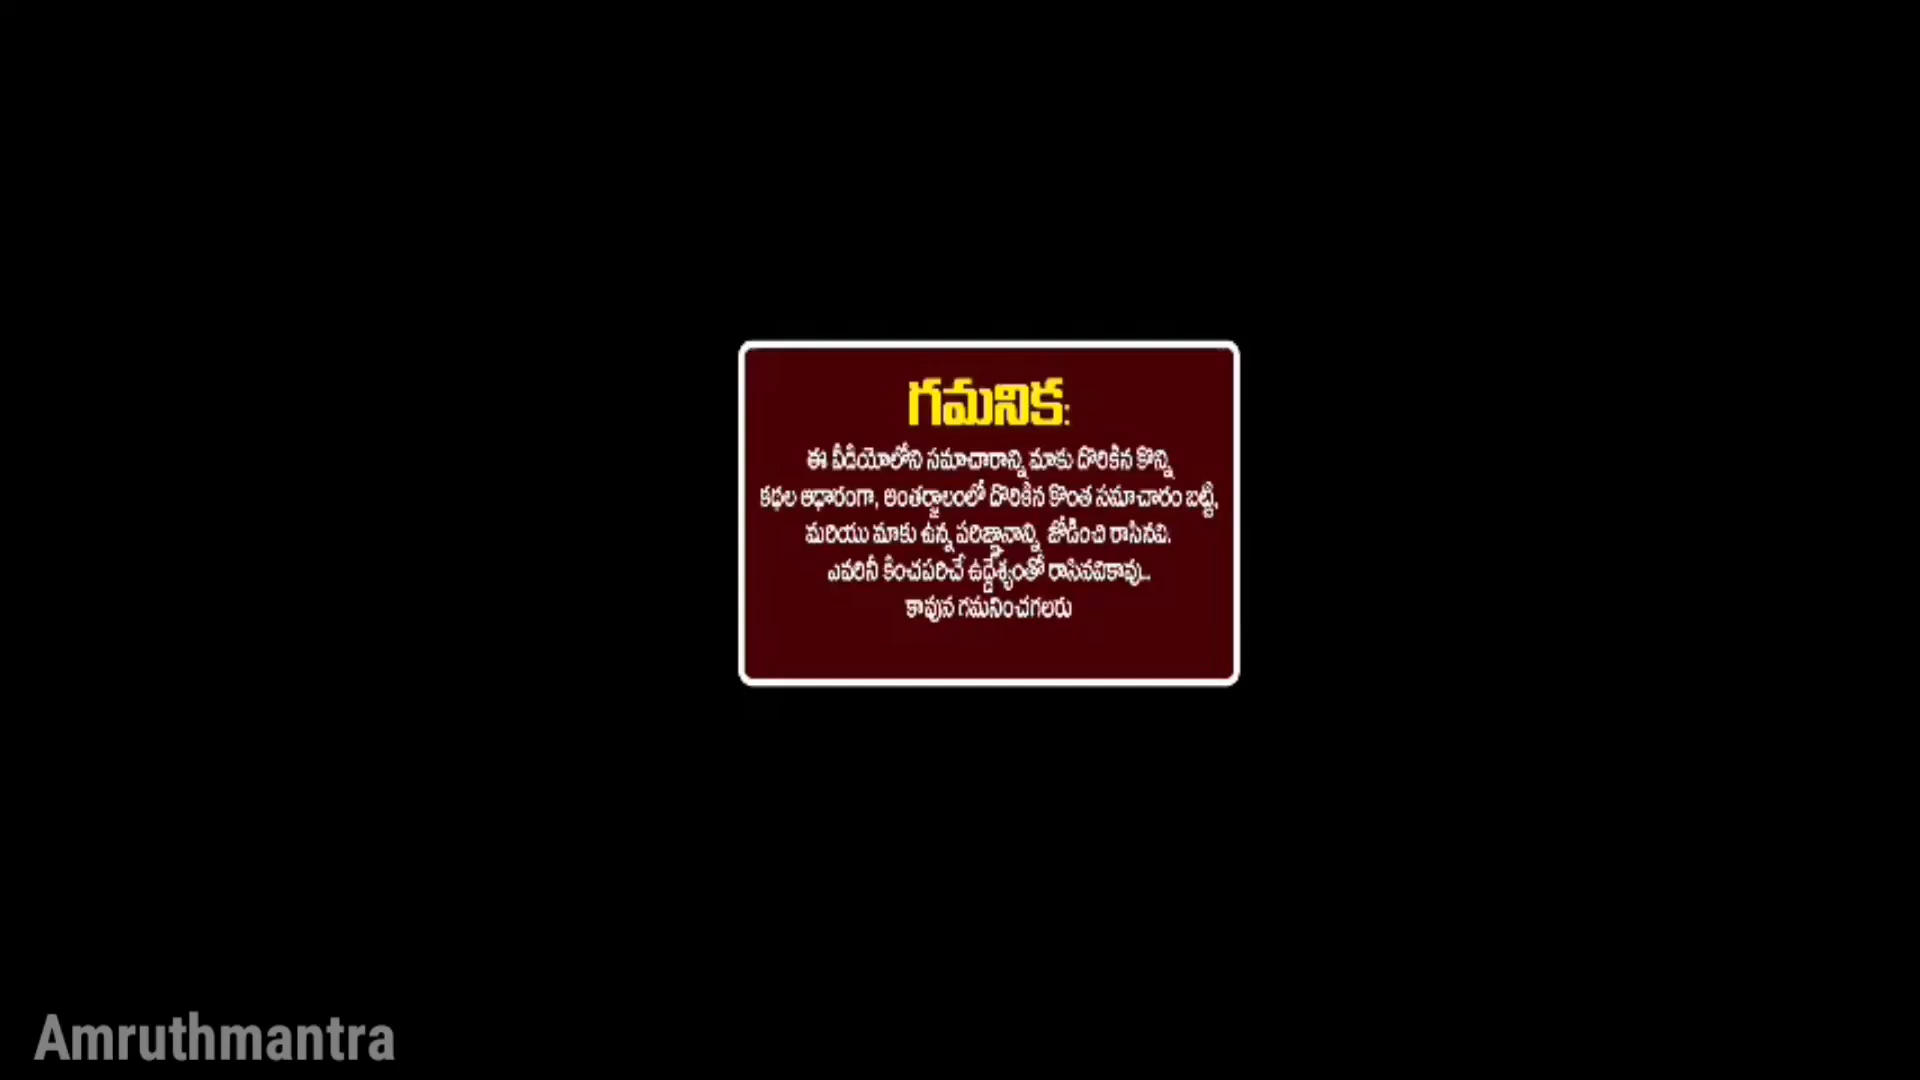 గమనిక:
ఈ వీడియోలోని సమాచారాన్ని మాకు దొరికిన కొన్ని
కథల ఆధారంగా, అంతర్జాలంలో దొరికిన కొంత సమాచారం బట్టి,
మరియు మాకు ఉన్న పరిజ్ఞానాన్ని జోడించి రాసినవి.
ఎవరినీ కించపరిచే ఉద్దేశ్యంతో రాసినవికావు..
కావున గమనించగలరు
Amruthmantra